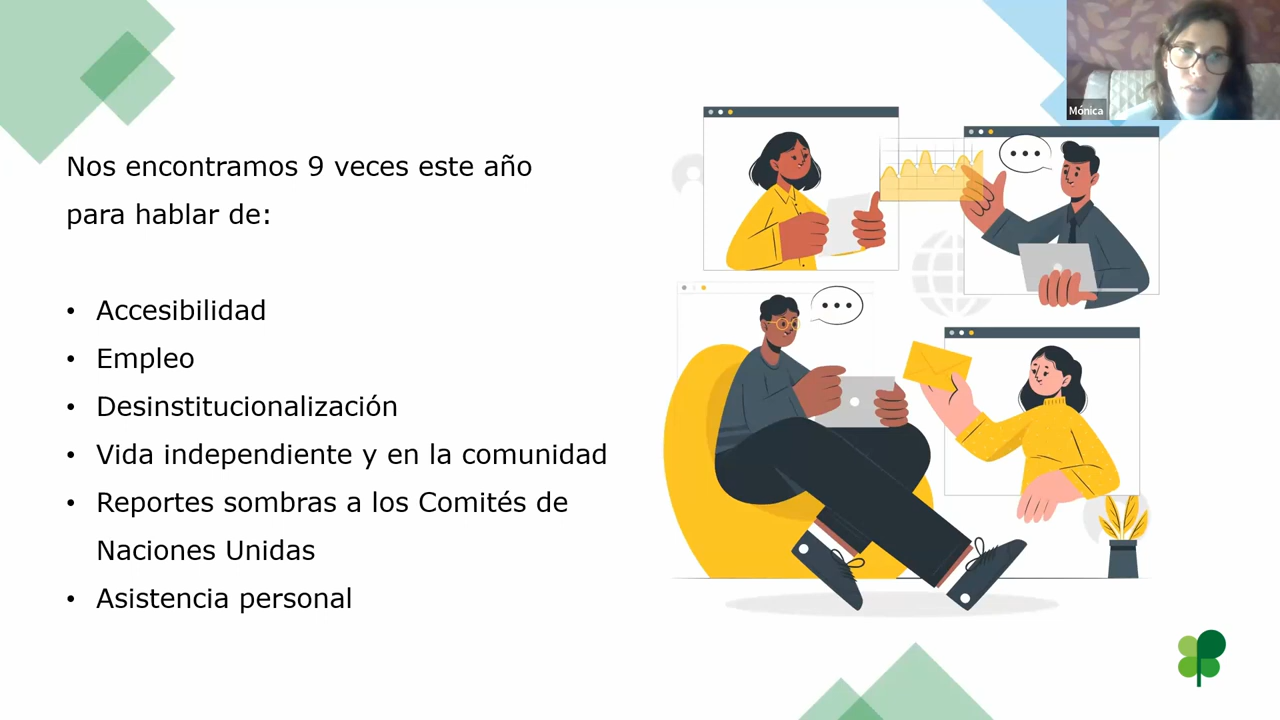 Mónica
Nos encontramos 9 veces este año
para hablar de:
• Accesibilidad
• Empleo
• Desinstitucionalización
• Vida independiente y en la comunidad
• Reportes sombras a los Comités de
Naciones Unidas
• Asistencia personal